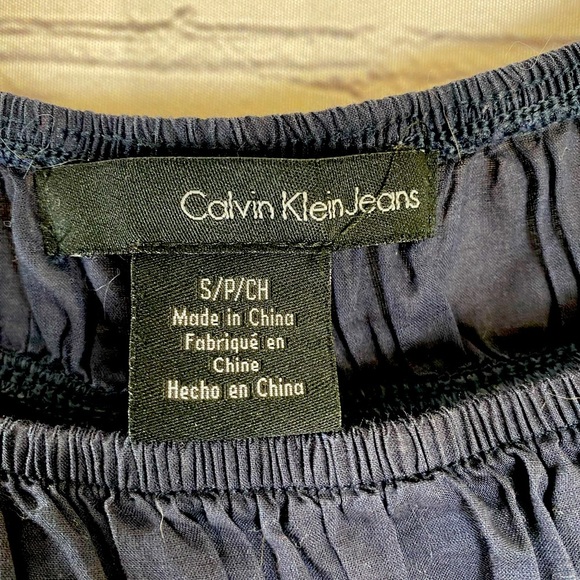 Calvin Klein Jeans
S/P/CH
Made in China
Fabriqué en
Chine
Hecho en China